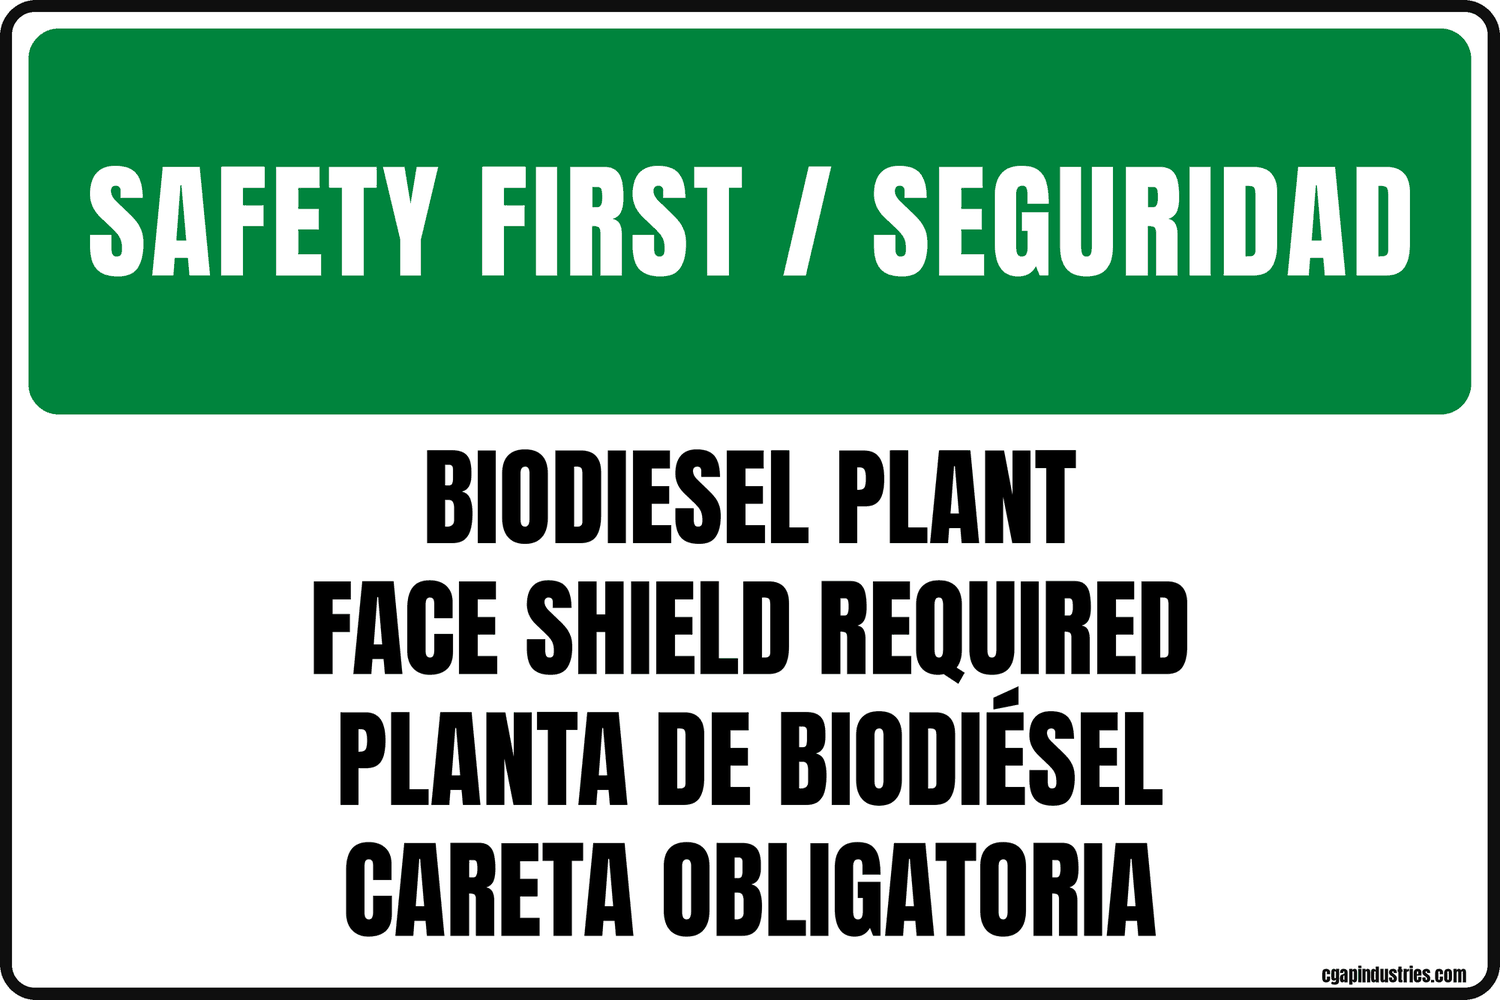 SAFETY FIRST / SEGURIDAD
BIODIESEL PLANT
FACE SHIELD REQUIRED
PLANTA DE BIODIÉSEL
CARETA OBLIGATORIA
cgapindustries.com